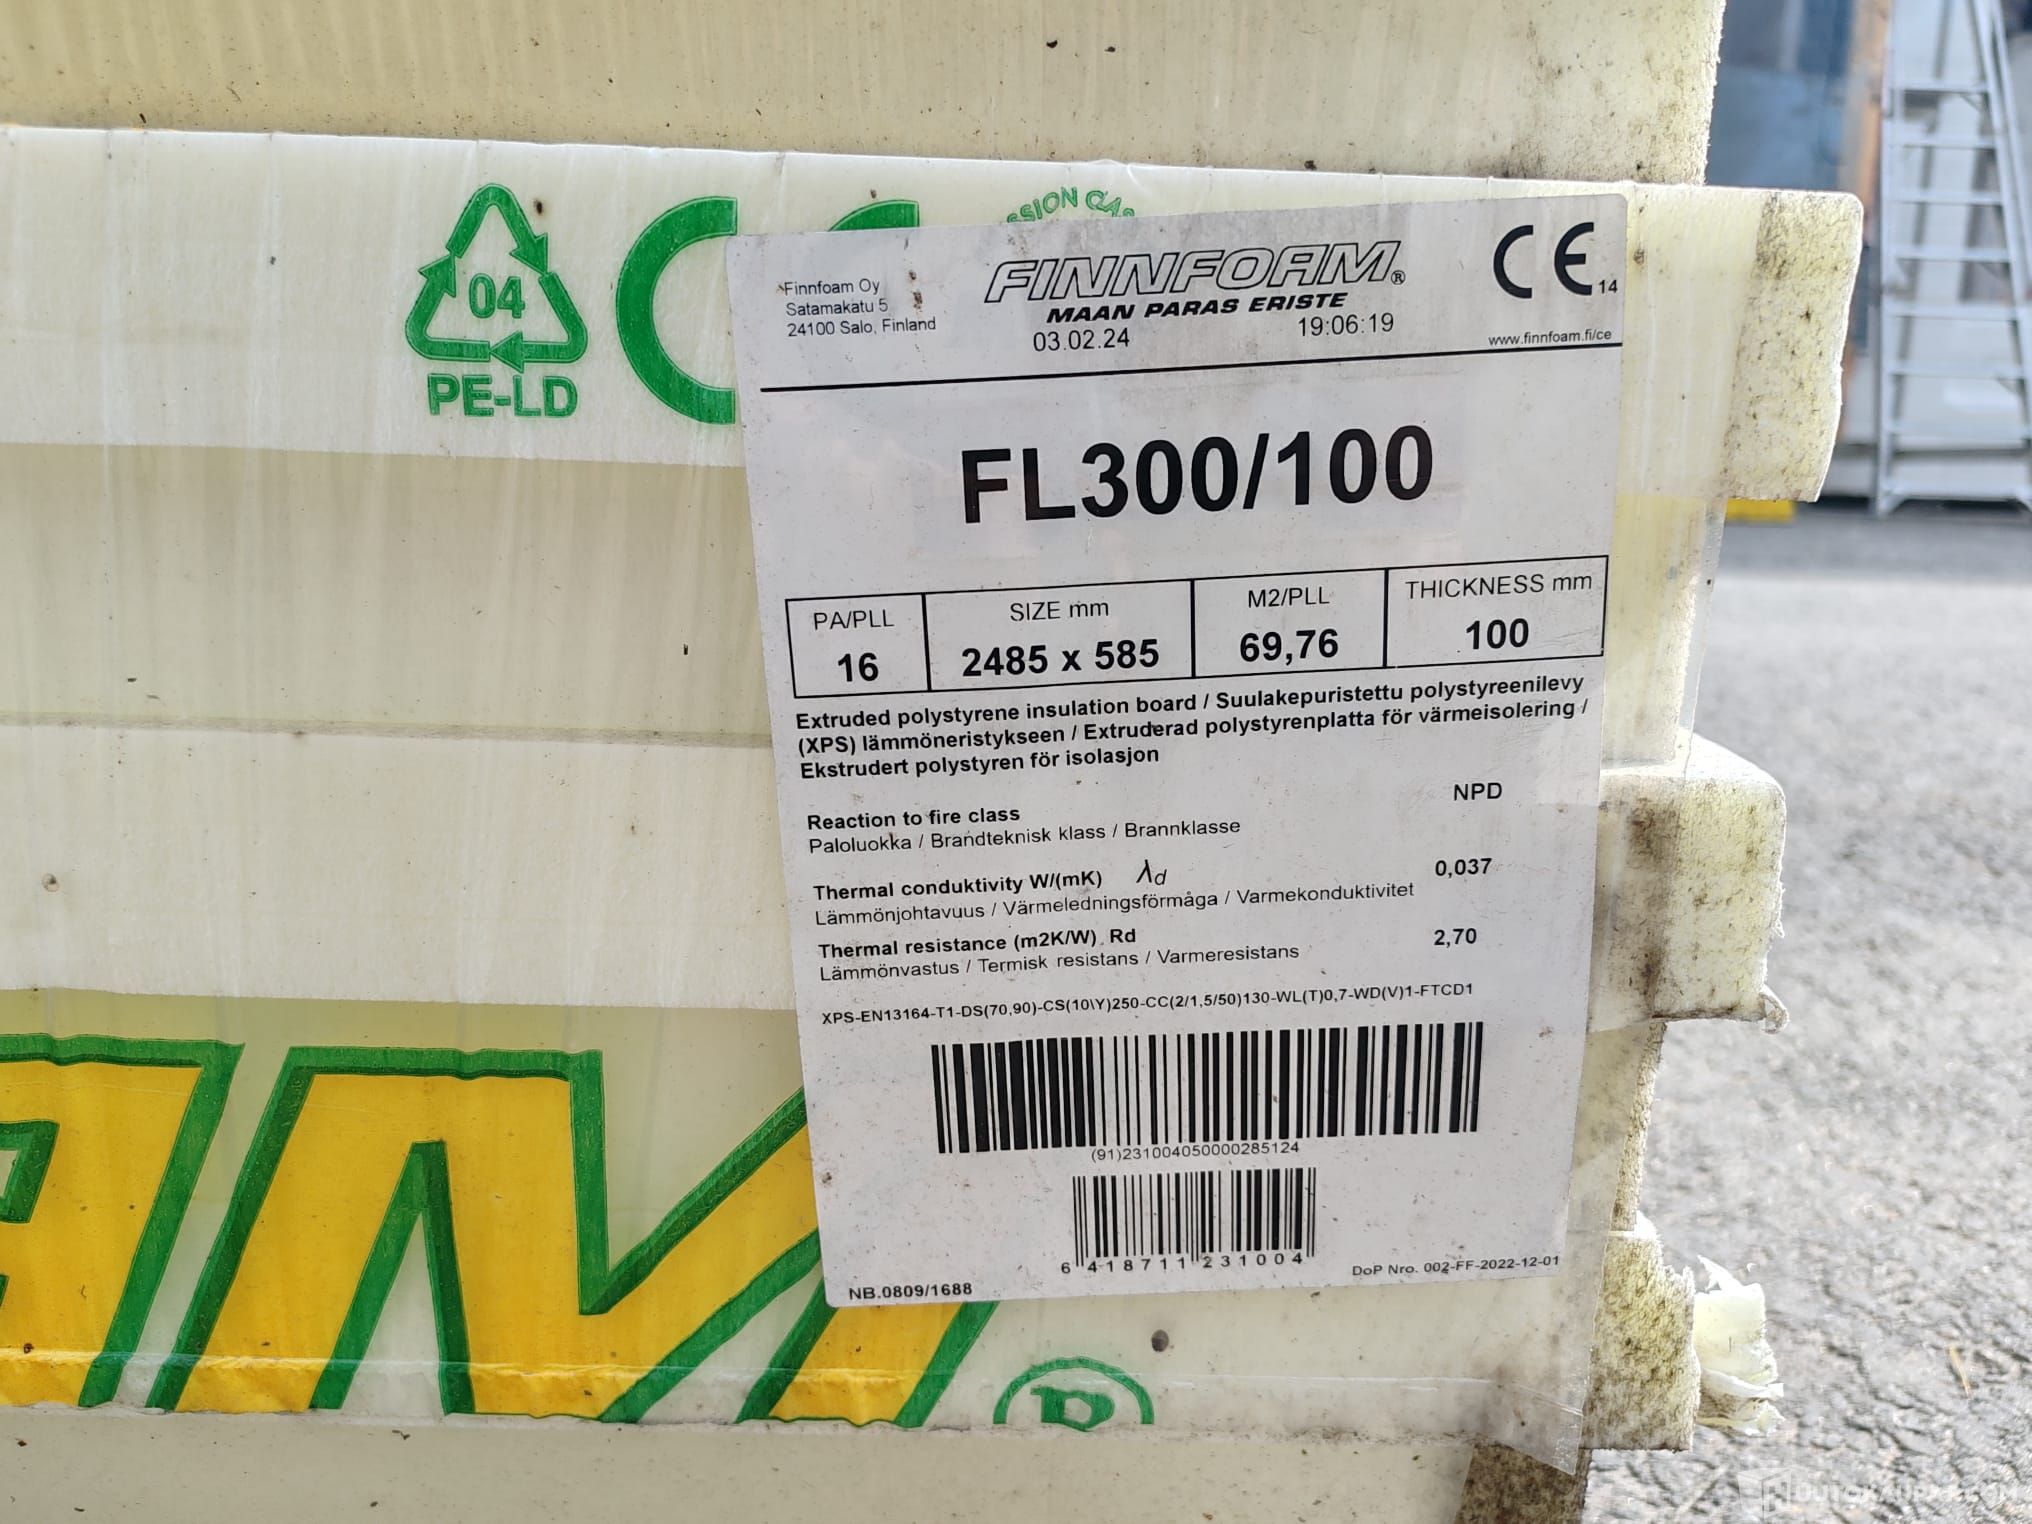 04
PE-LD
SSION GAS
Finnfoam Oy
Satamakatu 5
24100 Salo, Finland
FINNFOAM®
MAAN PARAS ERISTE
03.02.24 19:06:19
CE 14
www.finnfoam.fi/ce
FL300/100
PA/PLL SIZE mm M2/PLL THICKNESS mm
16 2485 x 585 69,76 100
Extruded polystyrene insulation board / Suulakepuristettu polystyreenilevy
(XPS) lämmöneristykseen / Extruderad polystyrenplatta för värmeisolering /
Ekstrudert polystyren för isolasjon
Reaction to fire class NPD
Paloluokka / Brandteknisk klass / Brannklasse
Thermal conduktivity W/(mK) λd 0,037
Lämmönjohtavuus / Värmeledningsförmåga / Varmekonduktivitet
Thermal resistance (m2K/W) Rd 2,70
Lämmönvastus / Termisk resistans / Varmeresistans
XPS-EN13164-T1-DS(70,90)-CS(10\Y)250-CC(2/1,5/50)130-WL(T)0,7-WD(V)1-FTCD1
(91)231004050000285124
6 418711 231004
NB.0809/1688
DoP Nro. 002-FF-2022-12-01
AM
®